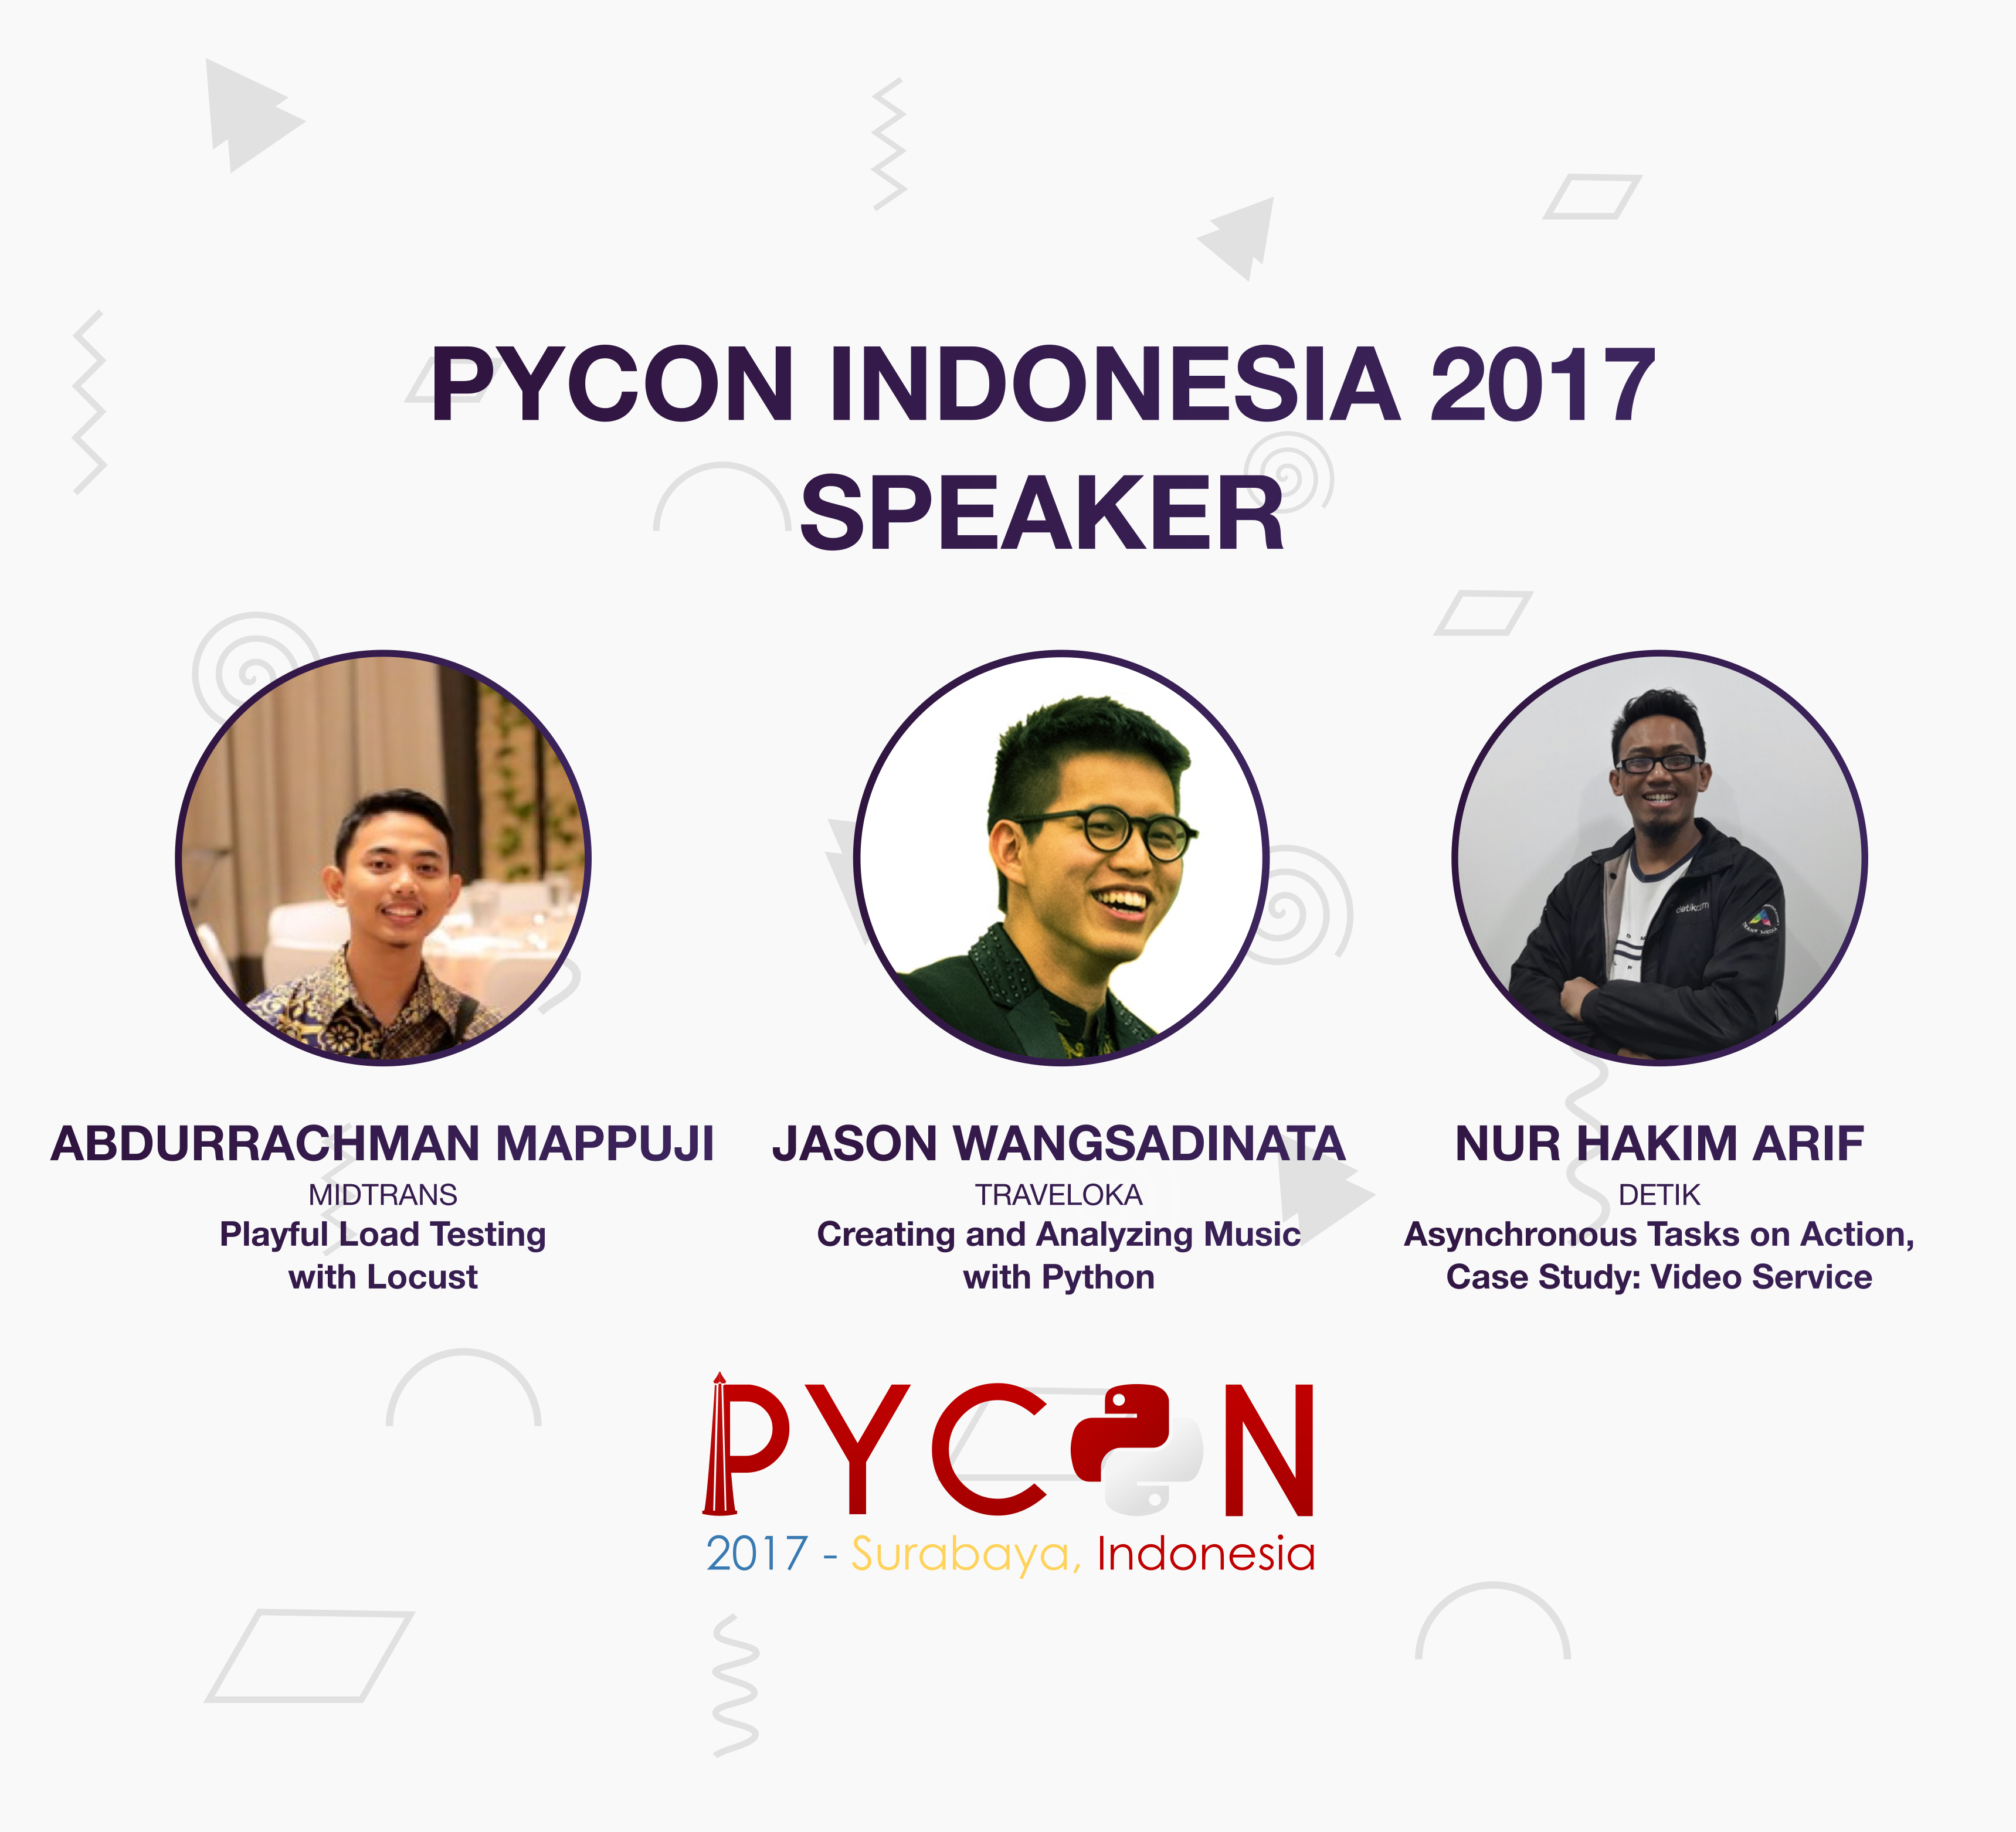 PYCON INDONESIA 2017
SPEAKER
detikcom
ABDURRACHMAN MAPPUJI
MIDTRANS
Playful Load Testing
with Locust
JASON WANGSADINATA
TRAVELOKA
Creating and Analyzing Music
with Python
NUR HAKIM ARIF
DETIK
Asynchronous Tasks on Action,
Case Study: Video Service
PYCON
2017 - Surabaya, Indonesia